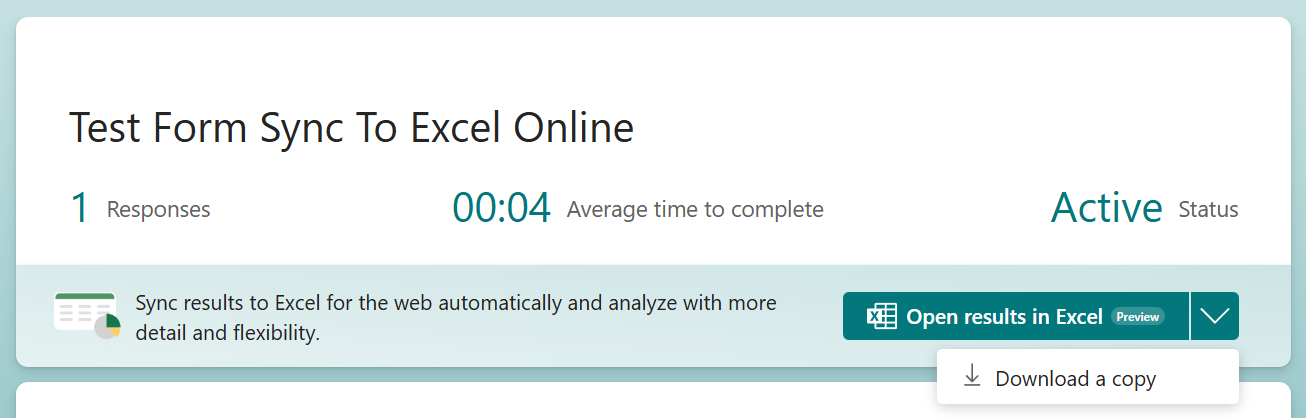 Test Form Sync To Excel Online
1 Responses
00:04 Average time to complete
Active Status
Sync results to Excel for the web automatically and analyze with more
detail and flexibility.
Open results in Excel Preview
Download a copy